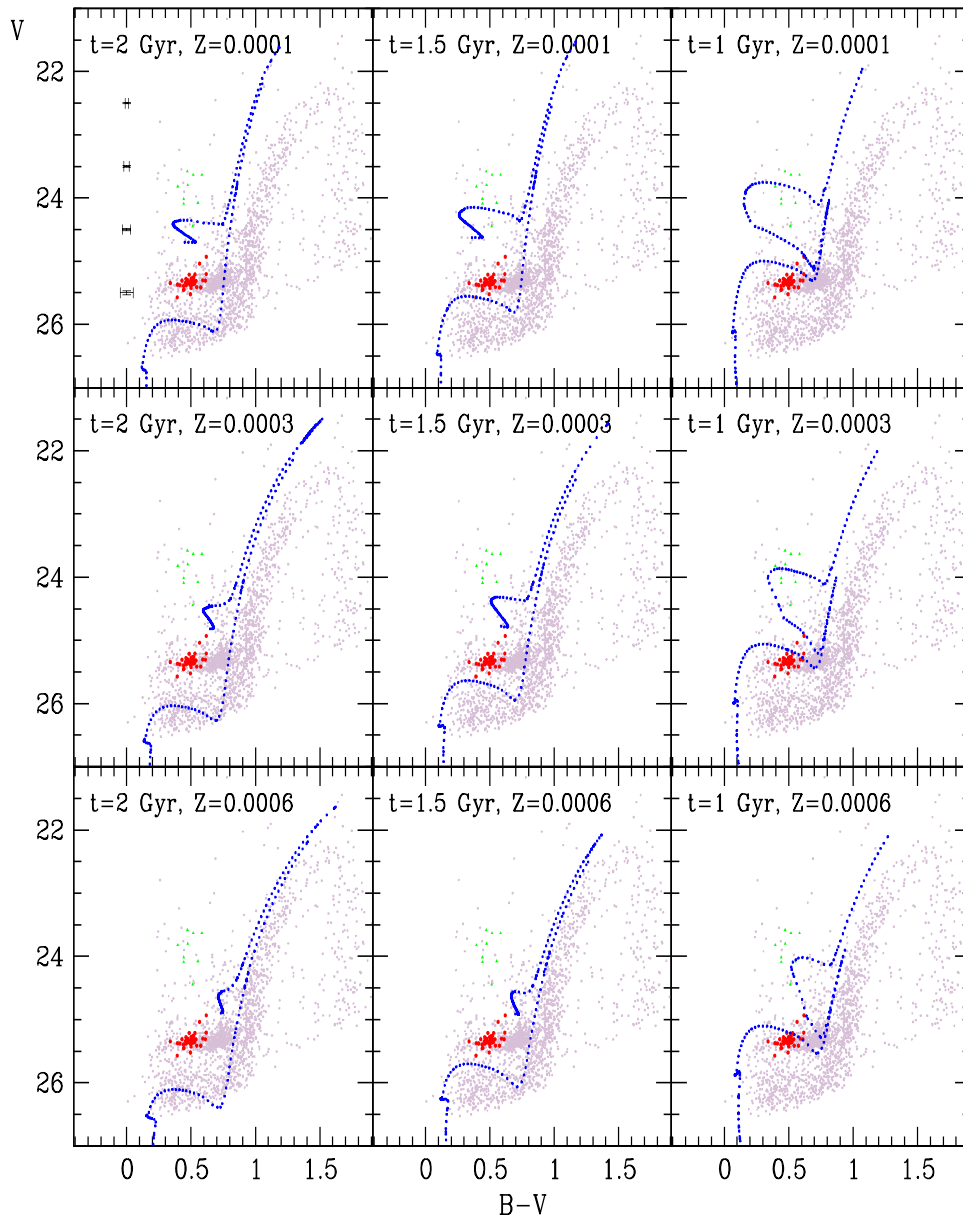 V
t=2 Gyr, Z=0.0001
t=1.5 Gyr, Z=0.0001
t=1 Gyr, Z=0.0001
22
24
26
t=2 Gyr, Z=0.0003
t=1.5 Gyr, Z=0.0003
t=1 Gyr, Z=0.0003
22
24
26
t=2 Gyr, Z=0.0006
t=1.5 Gyr, Z=0.0006
t=1 Gyr, Z=0.0006
22
24
26
0 0.5 1 1.5 0 0.5 1 1.5 0 0.5 1 1.5
B-V